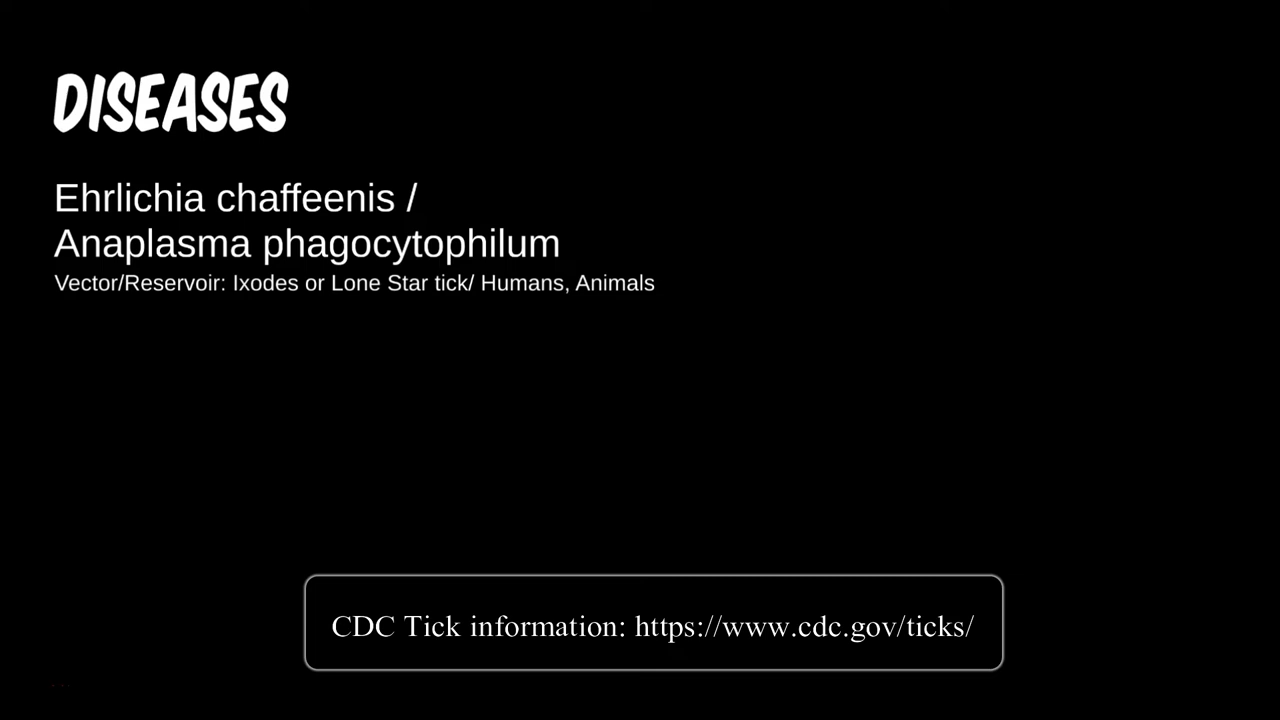 DISEASES
Ehrlichia chaffeenis /
Anaplasma phagocytophilum
Vector/Reservoir: Ixodes or Lone Star tick/ Humans, Animals
CDC Tick information: https://www.cdc.gov/ticks/